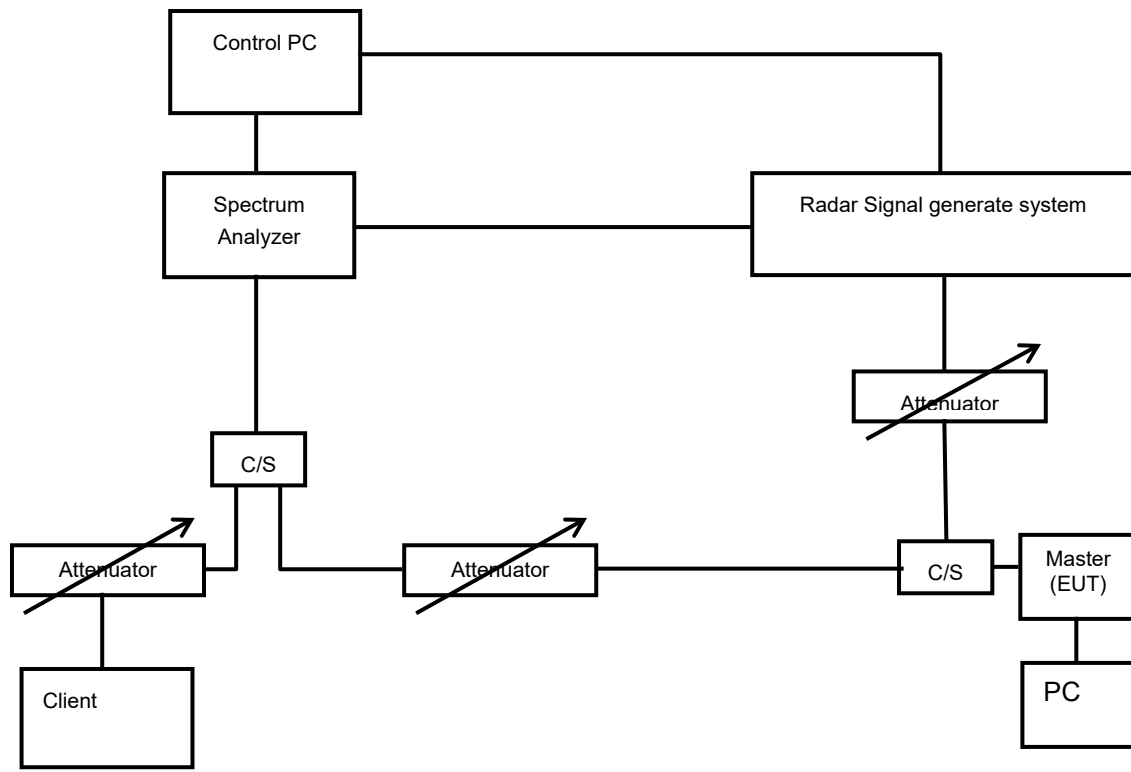 Control PC
Spectrum
Analyzer
Radar Signal generate system
Attenuator
C/S
Attenuator
Attenuator
C/S
Master
(EUT)
Client
PC